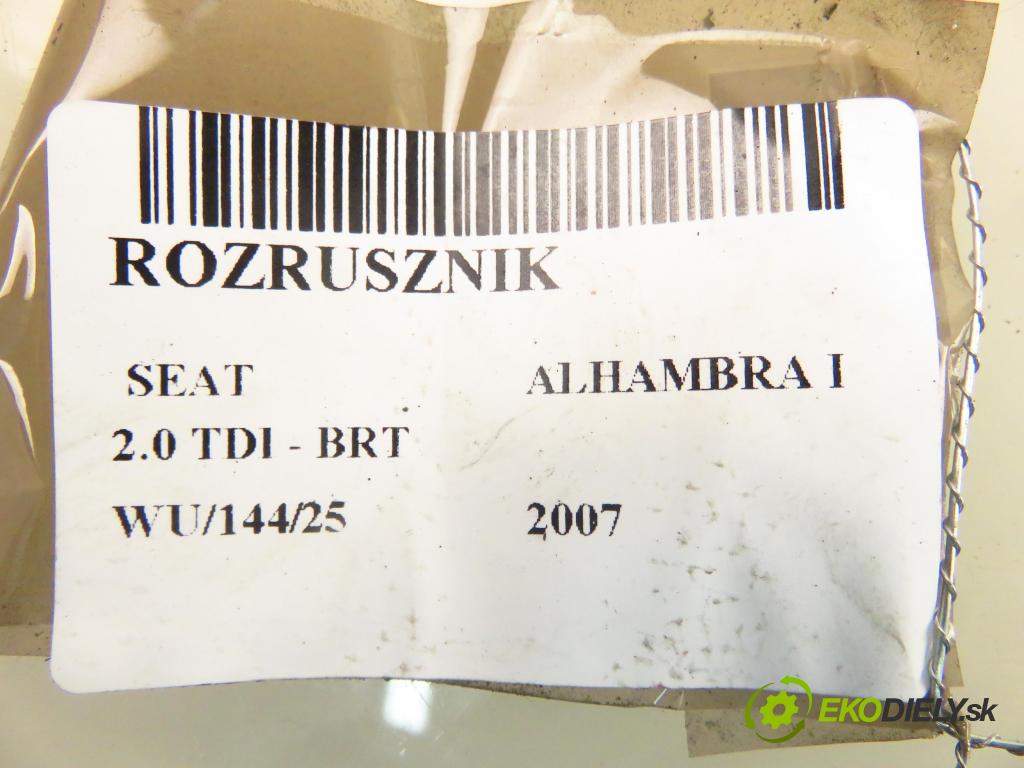 ROZRUSZNIK
SEAT ALHAMBRA I
2.0 TDI - BRT
WU/144/25 2007
EKODIELY.sk